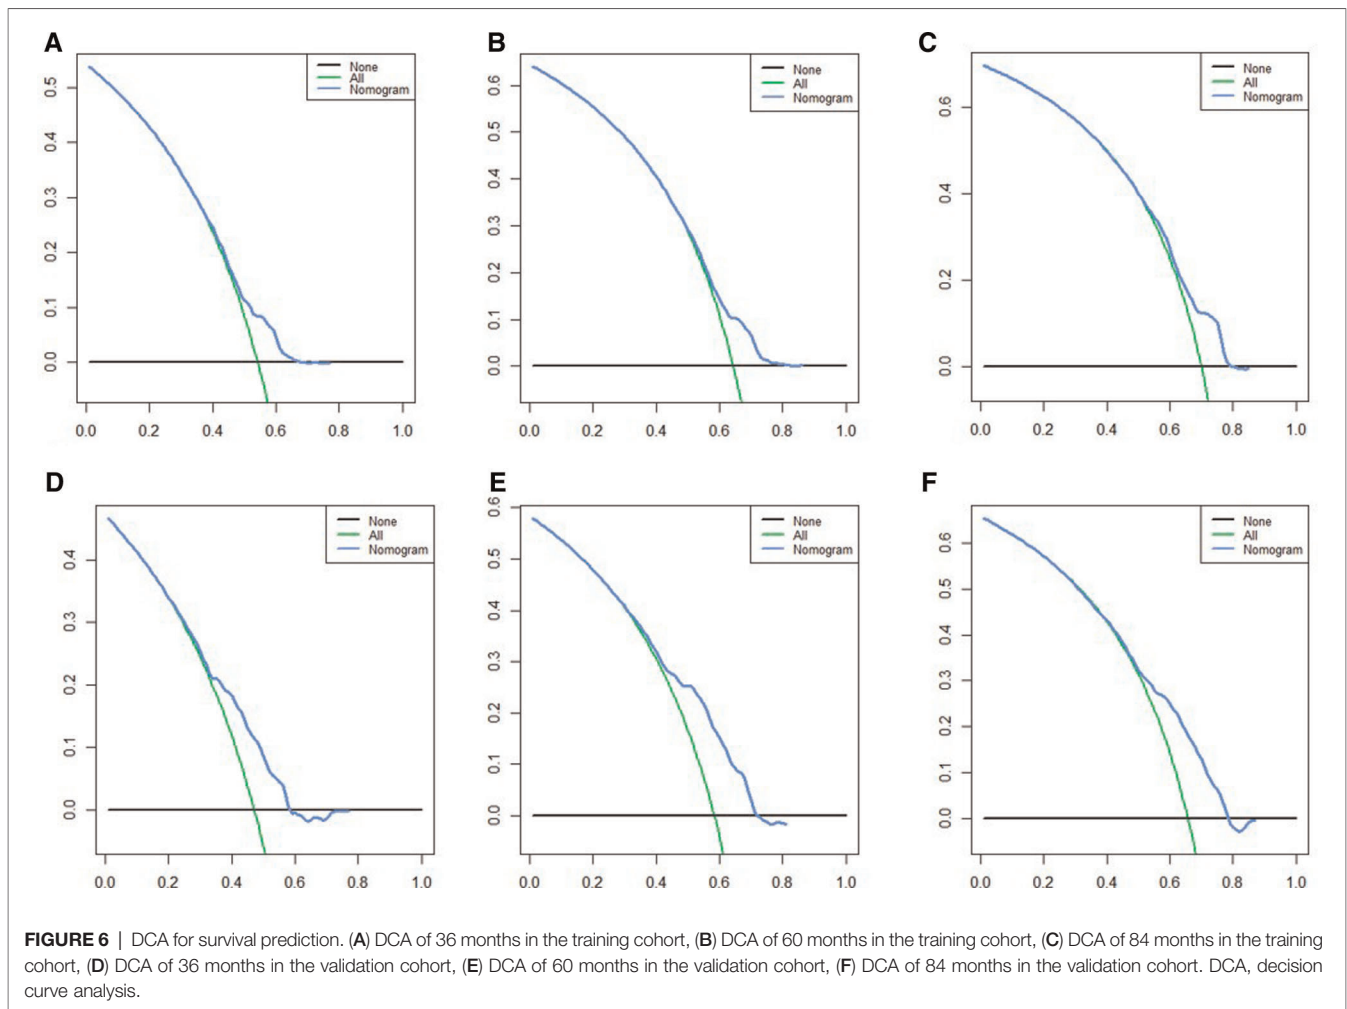 A
None
All
Nomogram
0.5
0.4
0.3
0.2
0.1
0.0
0.0 0.2 0.4 0.6 0.8 1.0
B
None
All
Nomogram
0.6
0.5
0.4
0.3
0.2
0.1
0.0
0.0 0.2 0.4 0.6 0.8 1.0
C
None
All
Nomogram
0.6
0.4
0.2
0.0
0.0 0.2 0.4 0.6 0.8 1.0
D
None
All
Nomogram
0.4
0.3
0.2
0.1
0.0
0.0 0.2 0.4 0.6 0.8 1.0
E
None
All
Nomogram
0.6
0.5
0.4
0.3
0.2
0.1
0.0
0.0 0.2 0.4 0.6 0.8 1.0
F
None
All
Nomogram
0.6
0.5
0.4
0.3
0.2
0.1
0.0
0.0 0.2 0.4 0.6 0.8 1.0
FIGURE 6 | DCA for survival prediction. (A) DCA of 36 months in the training cohort, (B) DCA of 60 months in the training cohort, (C) DCA of 84 months in the training
cohort, (D) DCA of 36 months in the validation cohort, (E) DCA of 60 months in the validation cohort, (F) DCA of 84 months in the validation cohort. DCA, decision
curve analysis.